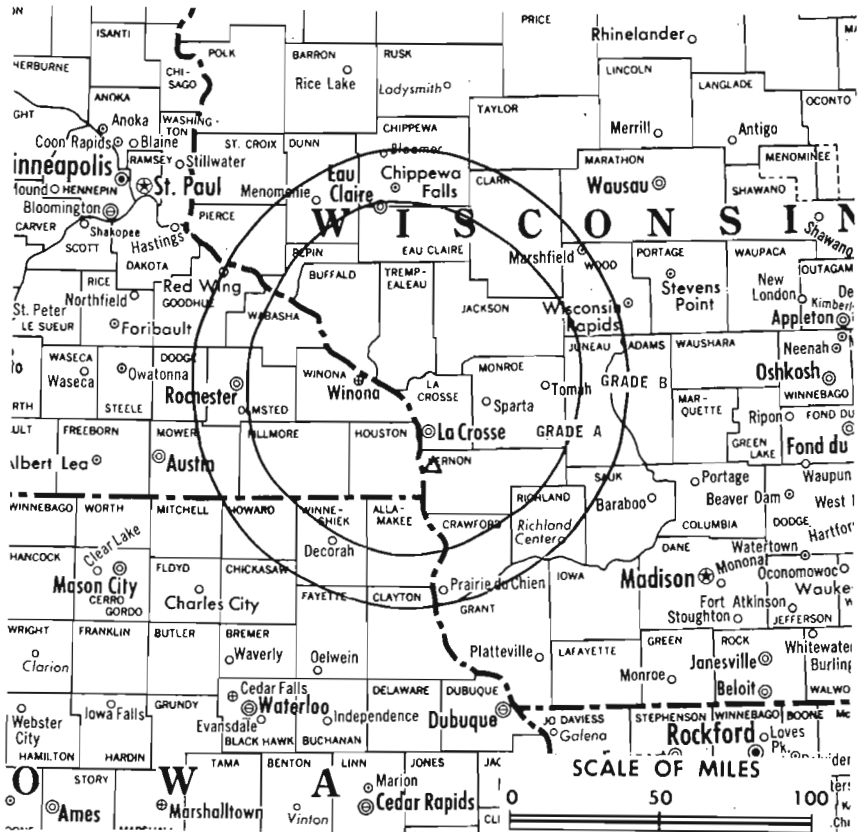 ISANTI
PRICE
POLK
BARRON
RUSK
Rhinelander
HERBURNE
CHI-
SAGO
Rice Lake
Ladysmith
LINCOLN
LANGLADE
ANOKA
TAYLOR
OCONTO
WASHING-
TON
Anoka
CHIPPEWA
Merrill
Antigo
Coon Rapids
Blaine
ST. CROIX
DUNN
Bloomer
RAMSEY
Stillwater
MARATHON
MENOMINEE
inneapolis
Eau
Claire
Chippewa
Falls
CLARK
Wausau
HENNEPIN
St. Paul
Menomenie
SHAWANO
Bloomington
PIERCE
WISCONSIN
CARVER
Shakopee
Hastings
Shawano
SCOTT
DAKOTA
PEPIN
EAU CLAIRE
Marshfield
WOOD
PORTAGE
WAUPACA
OUTAGAM
RICE
Red Wing
BUFFALO
TREMP-
EALEAU
Stevens
Point
New
London
Northfield
GOODHUE
JACKSON
Wisconsin
Rapids
Kimberl
Appleton
St. Peter
WABASHA
LE SUEUR
Foribault
JUNEAU
ADAMS
WAUSHARA
Neenah
WASECA
DODGE
Waseca
Owatonna
WINONA
MONROE
Oshkosh
Rochester
Winona
LA
CROSSE
Tomah
GRADE B
WINNEBAGO
STEELE
OLMSTED
Sparta
MAR-
QUETTE
Ripon
FOND DU
FREEBORN
MOWER
FILLMORE
HOUSTON
La Crosse
GRADE A
GREEN
LAKE
Fond du
Albert Lea
Austin
VERNON
SAUK
Portage
Waupun
WINNEBAGO
WORTH
MITCHELL
HOWARD
WINNE-
SHIEK
ALLA-
MAKEE
RICHLAND
Baraboo
Beaver Dam
West
CRAWFORD
Richland
Center
COLUMBIA
DODGE
Hartfor
Clear Lake
Decorah
DANE
Watertown
HANCOCK
FLOYD
CHICKASAW
Monona
Oconomowoc
Mason City
Prairie du Chien
IOWA
Madison
CERRO
GORDO
Charles City
FAYETTE
CLAYTON
GRANT
Fort Atkinson
Wauke
Stoughton
JEFFERSON
WRIGHT
FRANKLIN
BUTLER
BREMER
GREEN
ROCK
Whitewater
Clarion
Waverly
Oelwein
Platteville
LAFAYETTE
Monroe
Janesville
Burling
Beloit
WALWO
GRUNDY
Cedar Falls
DELAWARE
DUBUQUE
Webster
City
Iowa Falls
Waterloo
Evansdale
Independence
Dubuque
JO DAVIESS
STEPHENSON
WINNEBAGO
BOONE
Galena
Rockford
Loves
Pk.
HAMILTON
HARDIN
BLACK HAWK
BUCHANAN
TAMA
BENTON
LINN
JONES
OWA
STORY
SCALE OF MILES
Marion
Ames
Marshalltown
Vinton
Cedar Rapids
0 50 100